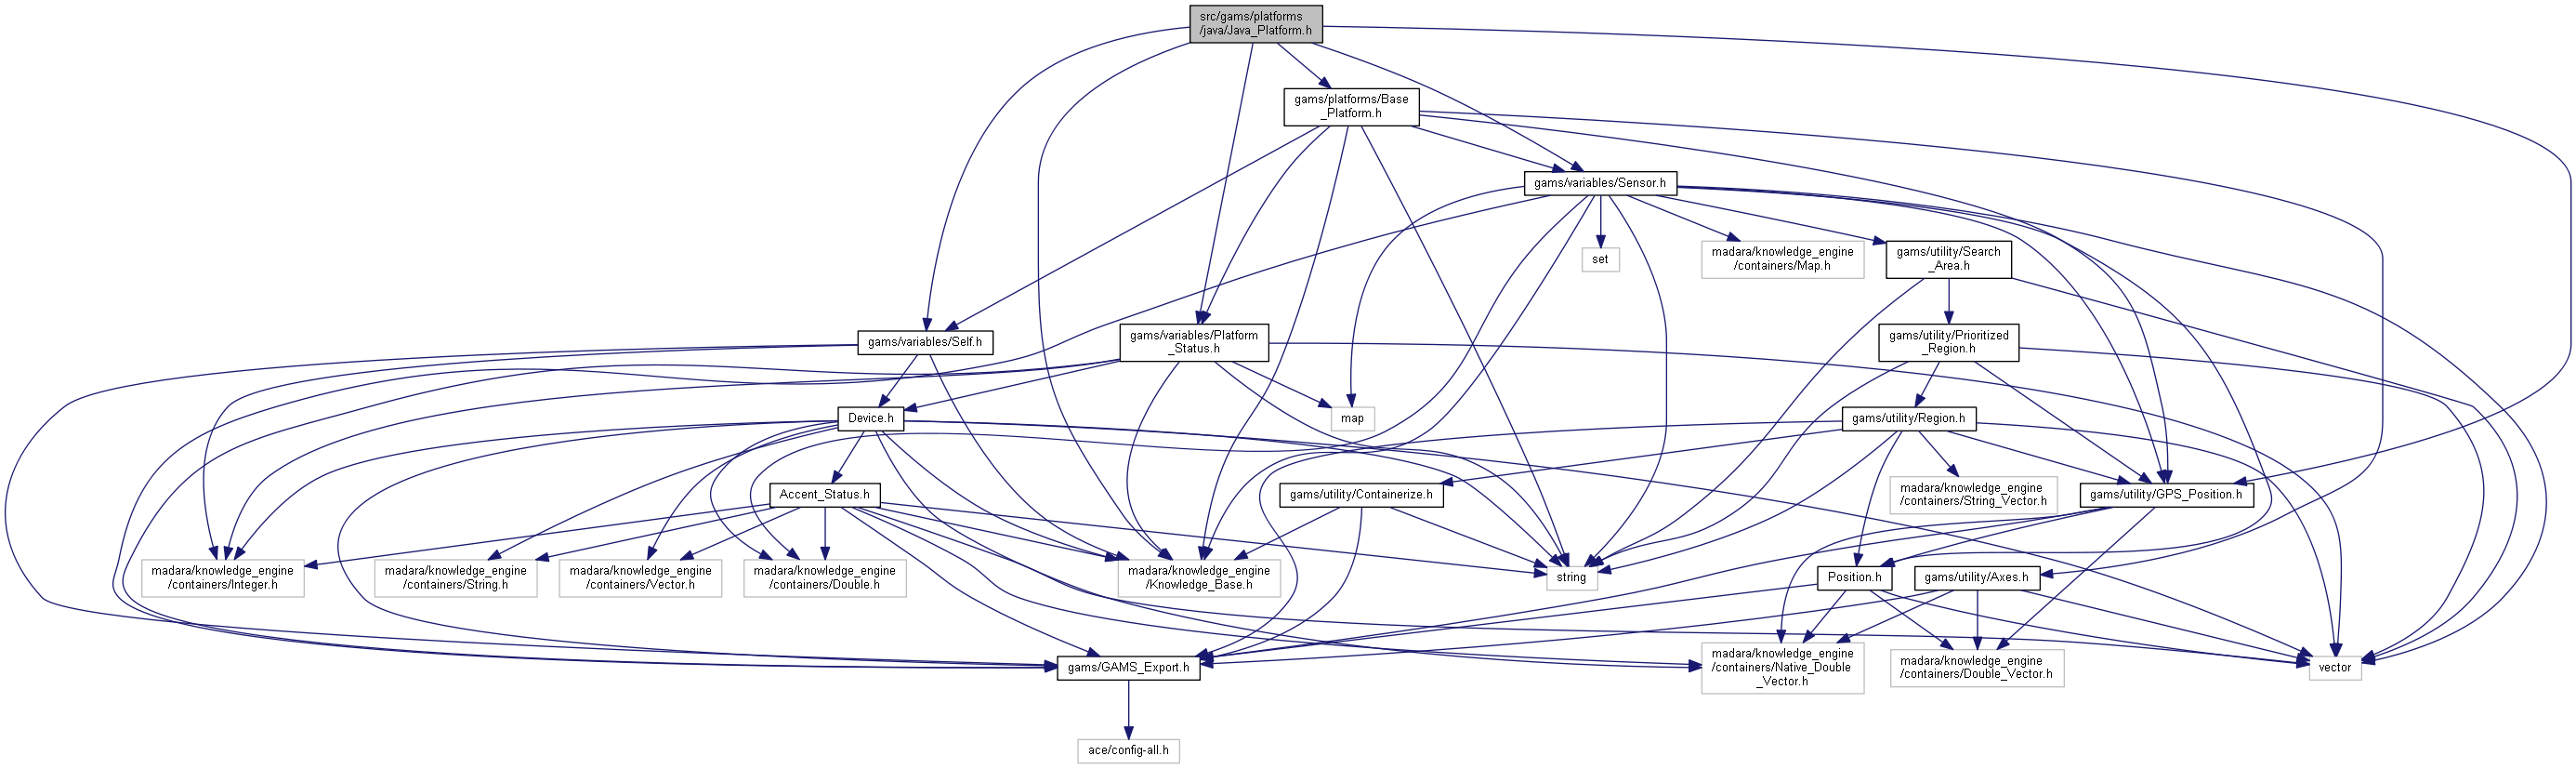 src/gams/platforms
/java/Java_Platform.h
gams/platforms/Base
_Platform.h
gams/variables/Sensor.h
set
madara/knowledge_engine
/containers/Map.h
gams/utility/Search
_Area.h
gams/variables/Self.h
gams/variables/Platform
_Status.h
gams/utility/Prioritized
_Region.h
Device.h
map
gams/utility/Region.h
Accent_Status.h
gams/utility/Containerize.h
madara/knowledge_engine
/containers/String_Vector.h
gams/utility/GPS_Position.h
madara/knowledge_engine
/containers/Integer.h
madara/knowledge_engine
/containers/String.h
madara/knowledge_engine
/containers/Vector.h
madara/knowledge_engine
/containers/Double.h
madara/knowledge_engine
/Knowledge_Base.h
string
Position.h
gams/utility/Axes.h
gams/GAMS_Export.h
madara/knowledge_engine
/containers/Native_Double
_Vector.h
madara/knowledge_engine
/containers/Double_Vector.h
vector
ace/config-all.h